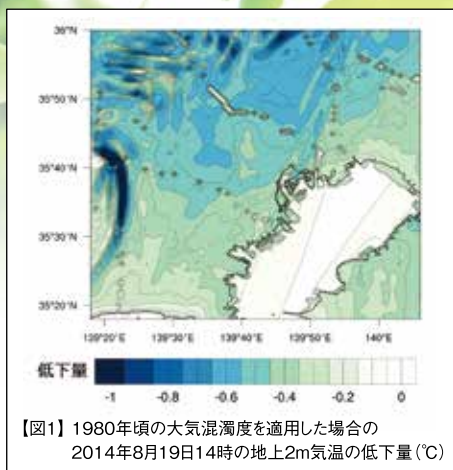 36°N
35°50'N
35°40'N
35°30'N
35°20'N
139°20'E 139°30'E 139°40'E 139°50'E 140°E
低下量
-1 -0.8 -0.6 -0.4 -0.2 0
【図1】 1980年頃の大気混濁度を適用した場合の
2014年8月19日14時の地上2m気温の低下量(℃)